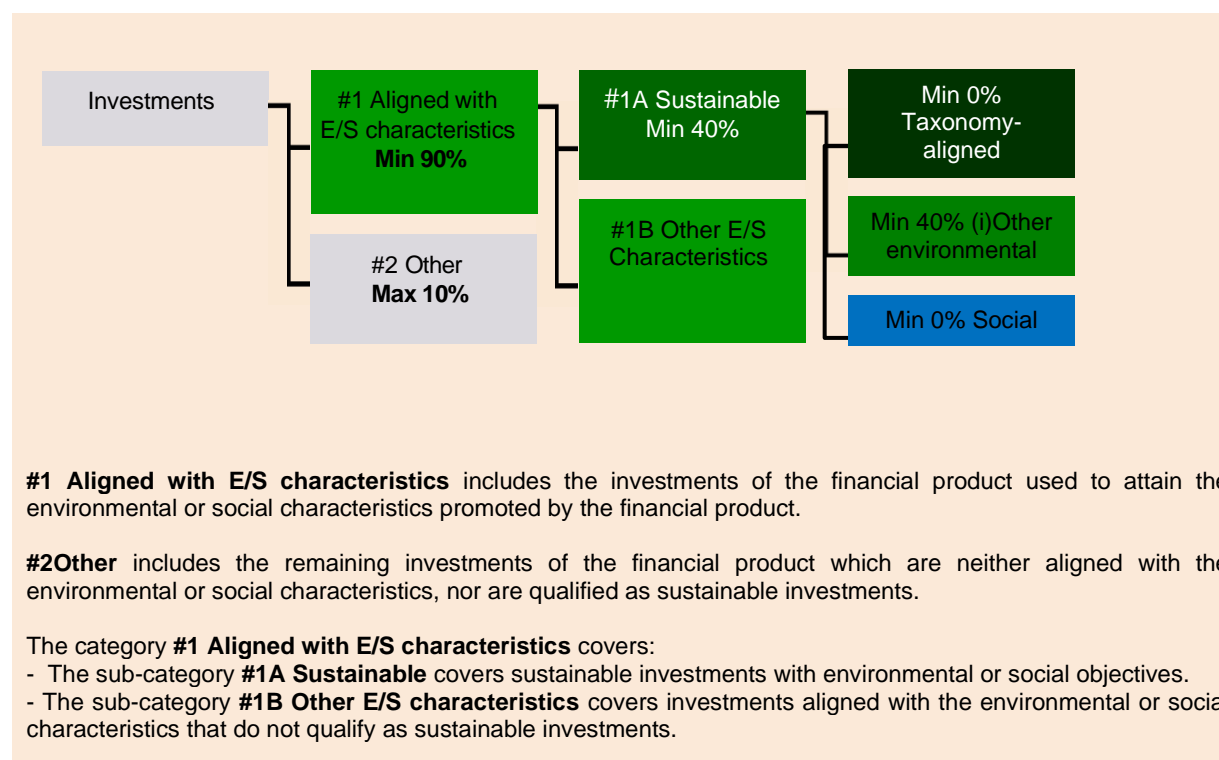 Investments
#1 Aligned with
E/S characteristics
Min 90%
#2 Other
Max 10%
#1A Sustainable
Min 40%
#1B Other E/S
Characteristics
Min 0%
Taxonomy-
aligned
Min 40% (i)Other
environmental
Min 0% Social
#1 Aligned with E/S characteristics includes the investments of the financial product used to attain the
environmental or social characteristics promoted by the financial product.
#2Other includes the remaining investments of the financial product which are neither aligned with the
environmental or social characteristics, nor are qualified as sustainable investments.
The category #1 Aligned with E/S characteristics covers:
- The sub-category #1A Sustainable covers sustainable investments with environmental or social objectives.
- The sub-category #1B Other E/S characteristics covers investments aligned with the environmental or social
characteristics that do not qualify as sustainable investments.